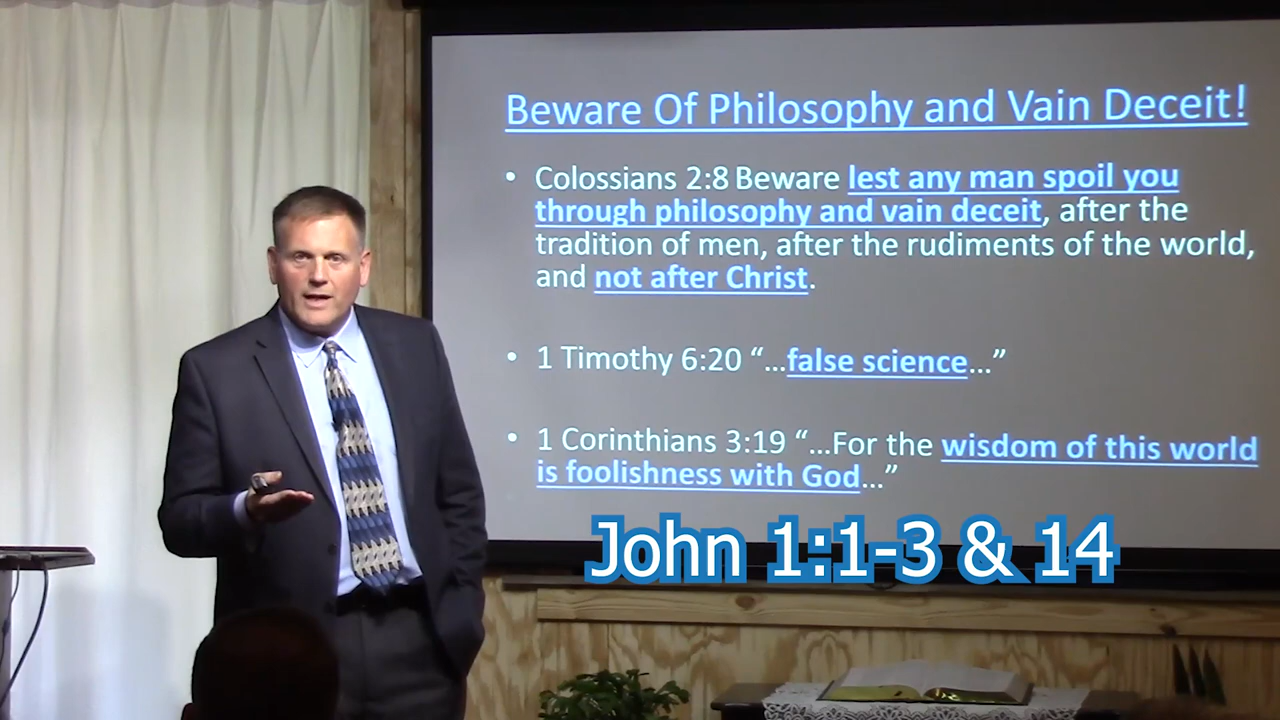 Beware Of Philosophy and Vain Deceit!
• Colossians 2:8 Beware lest any man spoil you
through philosophy and vain deceit, after the
tradition of men, after the rudiments of the world,
and not after Christ.
• 1 Timothy 6:20 “...false science...”
• 1 Corinthians 3:19 “...For the wisdom of this world
is foolishness with God...”
John 1:1-3 & 14